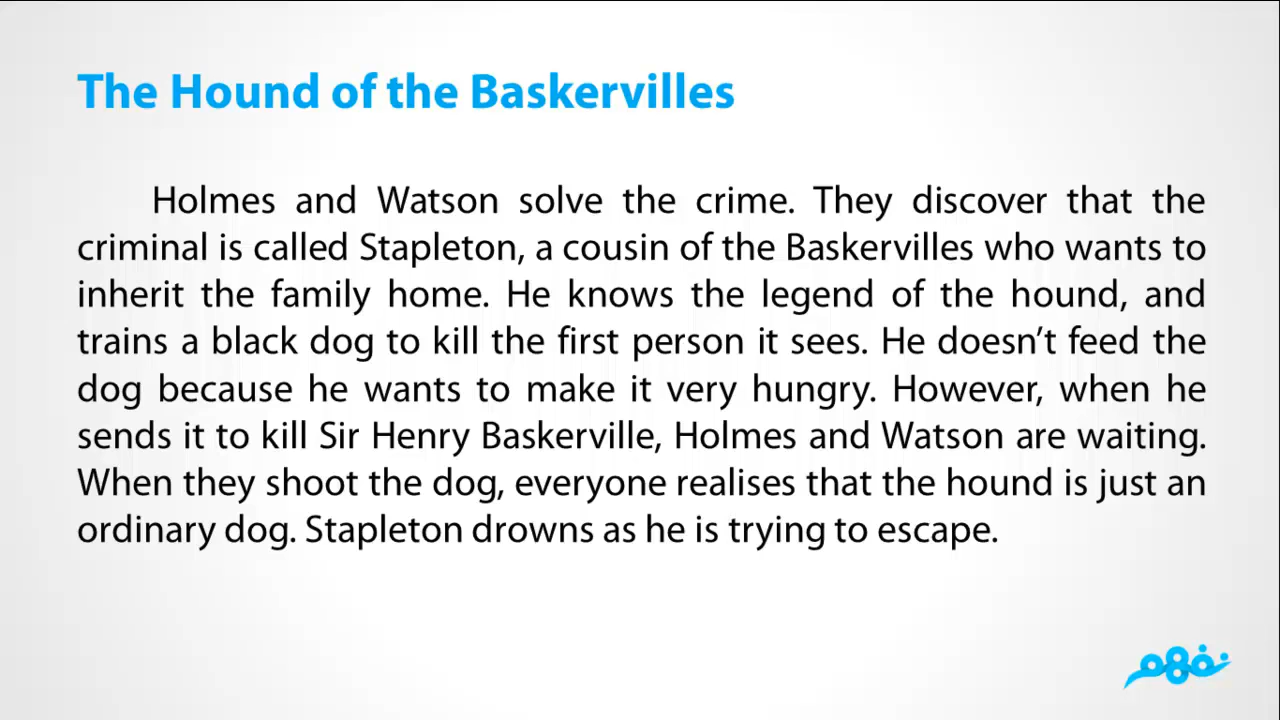 The Hound of the Baskervilles
Holmes and Watson solve the crime. They discover that the
criminal is called Stapleton, a cousin of the Baskervilles who wants to
inherit the family home. He knows the legend of the hound, and
trains a black dog to kill the first person it sees. He doesn’t feed the
dog because he wants to make it very hungry. However, when he
sends it to kill Sir Henry Baskerville, Holmes and Watson are waiting.
When they shoot the dog, everyone realises that the hound is just an
ordinary dog. Stapleton drowns as he is trying to escape.
نفهم